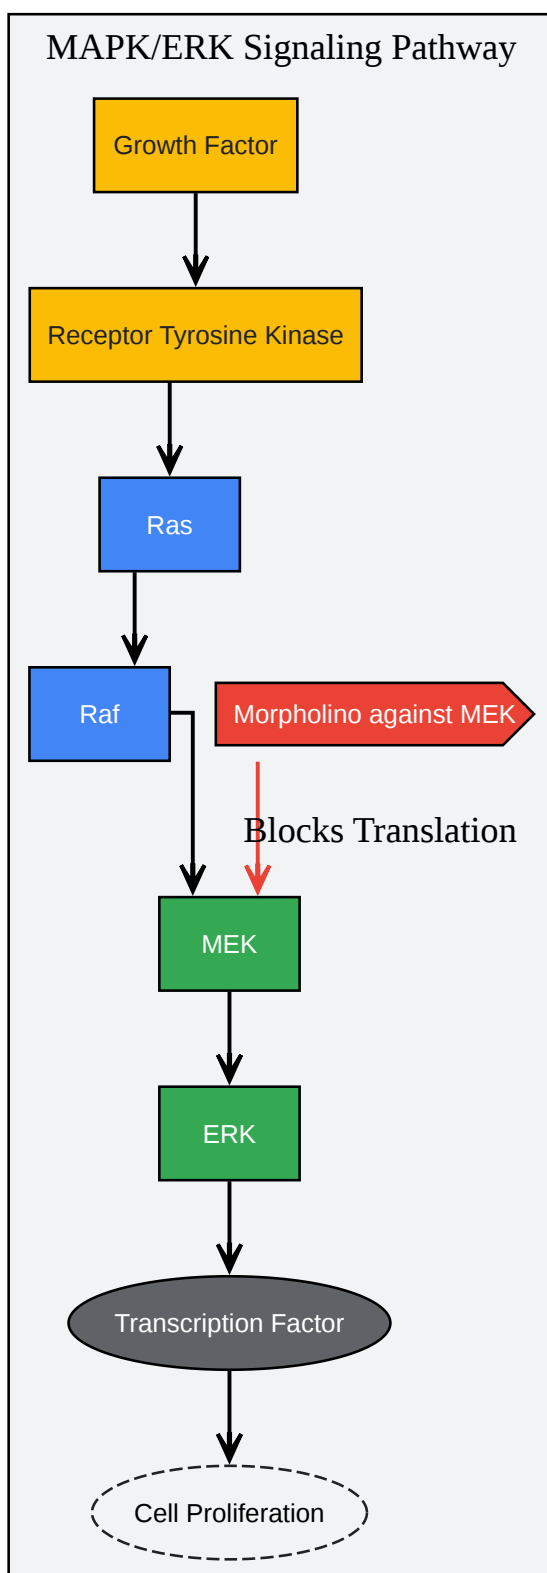 MAPK/ERK Signaling Pathway
Growth Factor
Receptor Tyrosine Kinase
Ras
Raf
Morpholino against MEK
Blocks Translation
MEK
ERK
Transcription Factor
Cell Proliferation